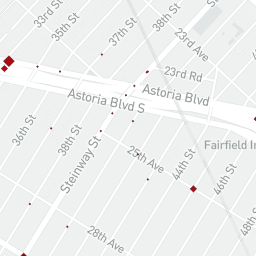 33rd St
35th St
37th St
38th St
23rd Ave
23rd Rd
Astoria Blvd
Astoria Blvd S
36th St
38th St
Steinway St
25th Ave
Fairfield In
44th St
46th St
48th St
28th Ave